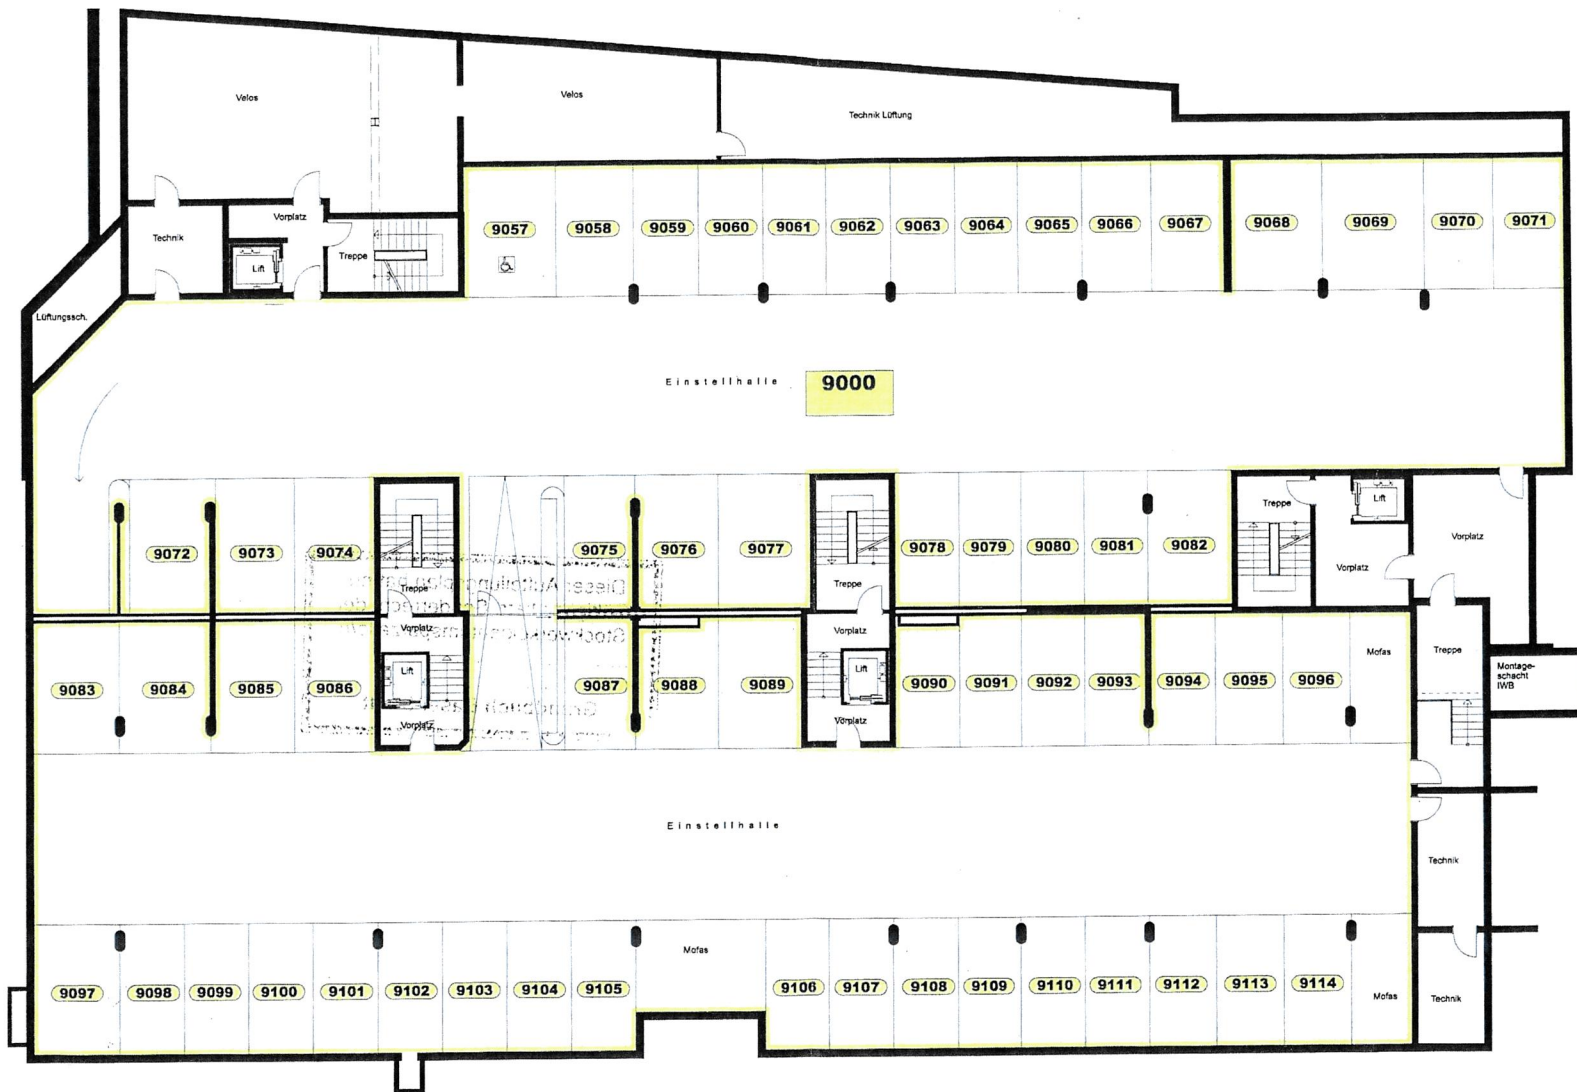 Velos
Velos
Technik Lüftung
Vorplatz
Technik
Treppe
Lift
Lüftungssch.
9057
9058
9059
9060
9061
9062
9063
9064
9065
9066
9067
9068
9069
9070
9071
Einstellhalle
9000
9072
9073
9074
Treppe
9075
9076
9077
Treppe
9078
9079
9080
9081
9082
Treppe
Lift
Vorplatz
Vorplatz
Dieser Aufteilungsplan
Stockwerk
Grundbuch
Vorplatz
Lift
Vorplatz
Vorplatz
Lift
Vorplatz
9083
9084
9085
9086
9087
9088
9089
9090
9091
9092
9093
9094
9095
9096
Mofas
Treppe
Montage-
schacht
IWB
Einstellhalle
Technik
Mofas
9097
9098
9099
9100
9101
9102
9103
9104
9105
9106
9107
9108
9109
9110
9111
9112
9113
9114
Mofas
Technik